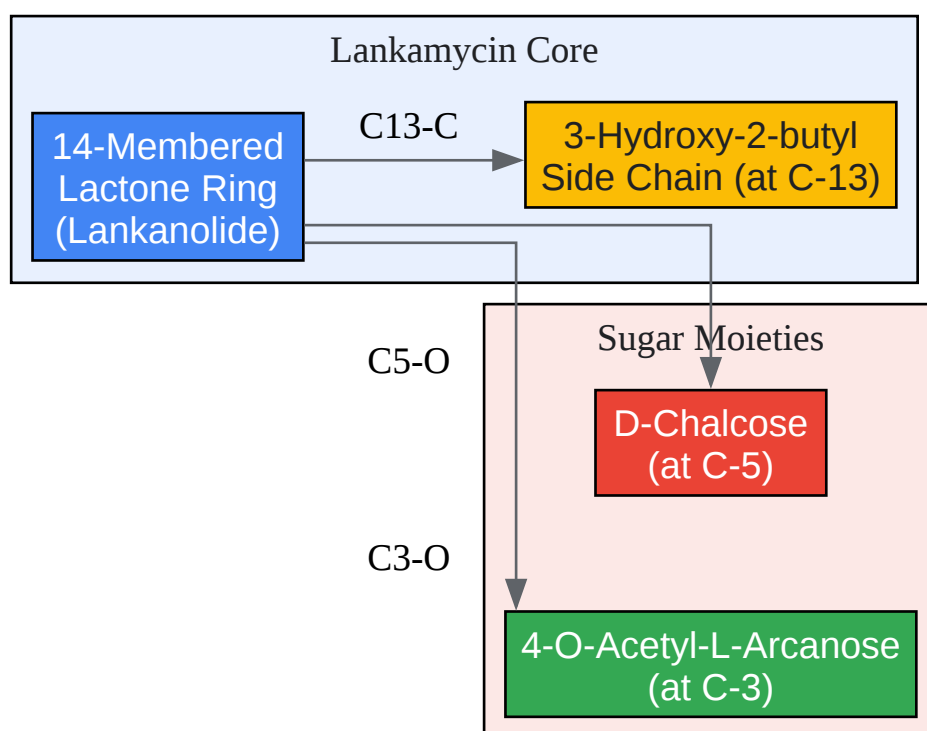 Lankamycin Core
14-Membered
Lactone Ring
(Lankanolide)
C13-C
3-Hydroxy-2-butyl
Side Chain (at C-13)
Sugar Moieties
C5-O
D-Chalcose
(at C-5)
C3-O
4-O-Acetyl-L-Arcanose
(at C-3)